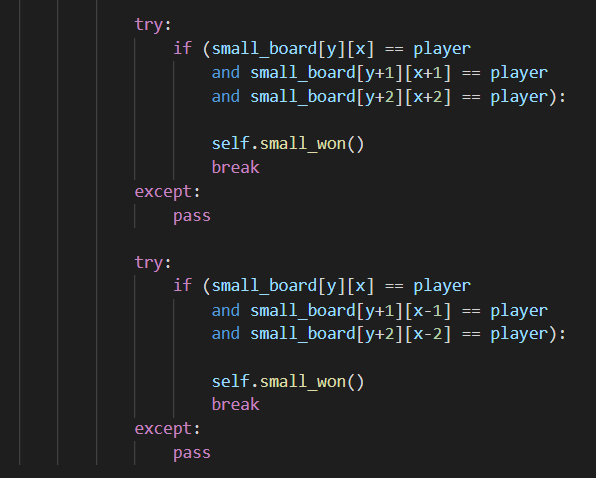 try:
if (small_board[y][x] == player
and small_board[y+1][x+1] == player
and small_board[y+2][x+2] == player):
self.small_won()
break
except:
pass
try:
if (small_board[y][x] == player
and small_board[y+1][x-1] == player
and small_board[y+2][x-2] == player):
self.small_won()
break
except:
pass